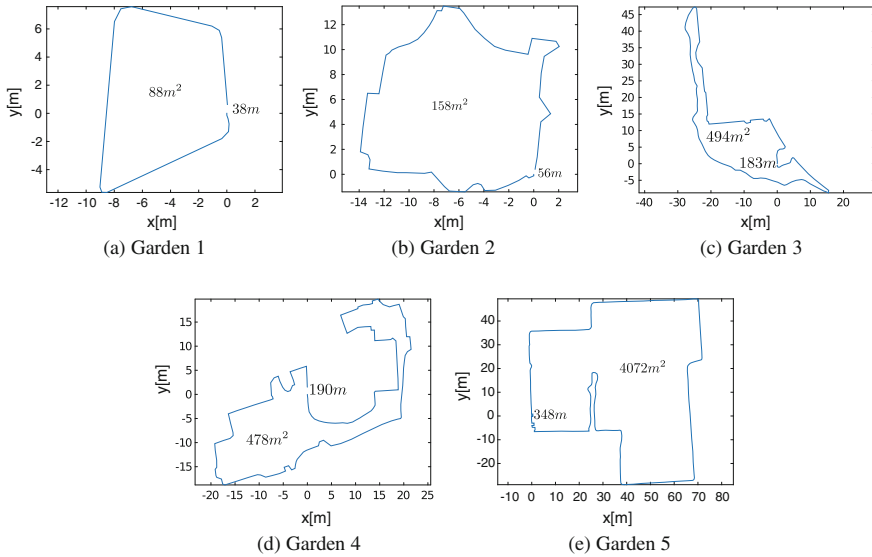 6
4
2
0
-2
-4
88m²
38m
-12 -10 -8 -6 -4 -2 0 2
y[m]
x[m]
(a) Garden 1
12
10
8
6
4
2
0
158m²
56m
-14 -12 -10 -8 -6 -4 -2 0 2
y[m]
x[m]
(b) Garden 2
45
40
35
30
25
20
15
10
5
0
-5
494m²
183m
-40 -30 -20 -10 0 10 20
y[m]
x[m]
(c) Garden 3
15
10
5
0
-5
-10
-15
190m
478m²
-20 -15 -10 -5 0 5 10 15 20 25
y[m]
x[m]
(d) Garden 4
40
30
20
10
0
-10
-20
4072m²
348m
-10 0 10 20 30 40 50 60 70 80
y[m]
x[m]
(e) Garden 5